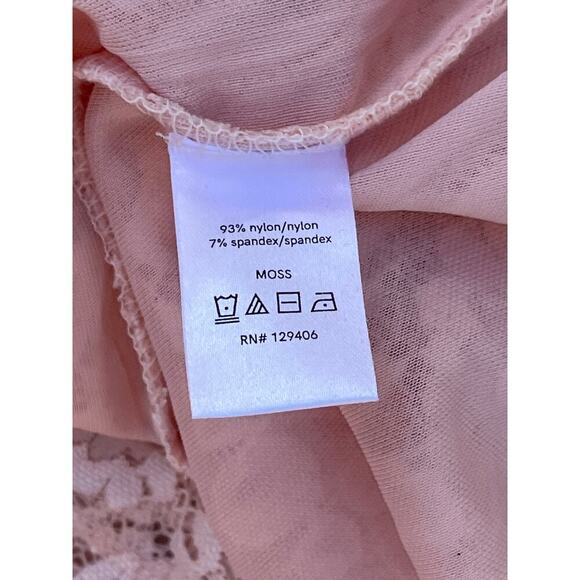 93% nylon/nylon
7% spandex/spandex
MOSS
RN# 129406